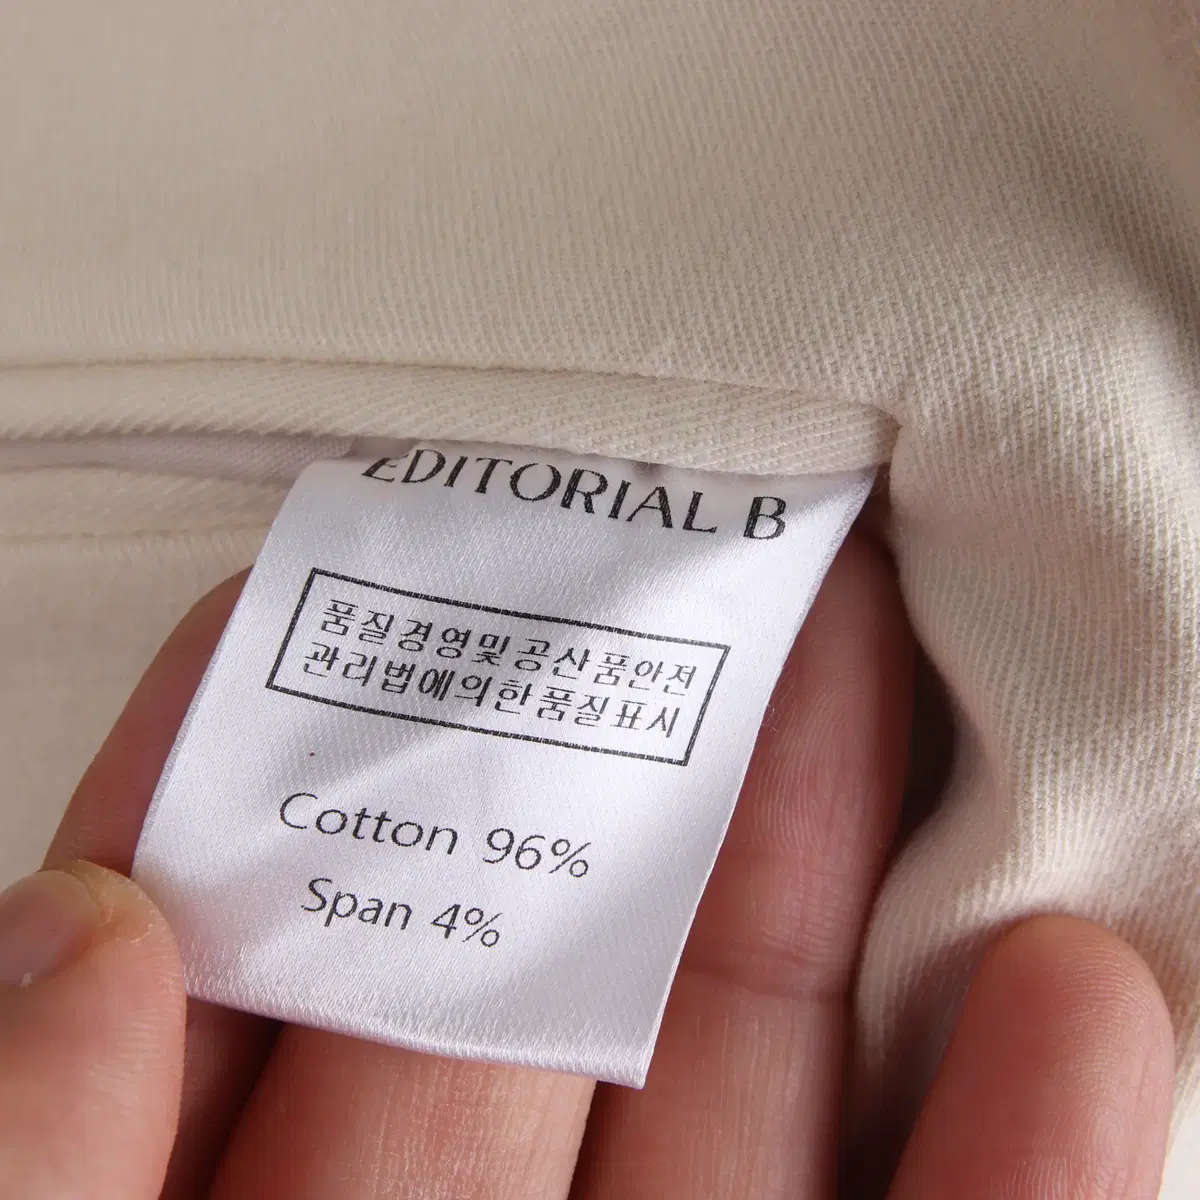 EDITORIAL B
품질경영및공산품안전
관리법에의한품질표시
Cotton 96%
Span 4%